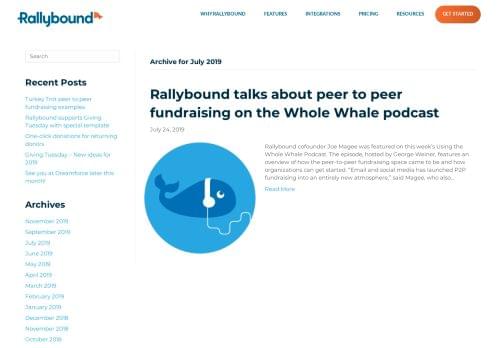 Rallybound
WHY RALLYBOUND
FEATURES
INTEGRATIONS
PRICING
RESOURCES
GET STARTED
Search
Recent Posts
Turkey Trot peer to peer
fundraising examples
Rallybound supports Giving
Tuesday with special template
One-click donations for returning
donors
Giving Tuesday – New ideas for
2019
See you at Dreamforce later this
month!
Archives
November 2019
September 2019
July 2019
June 2019
May 2019
April 2019
March 2019
February 2019
January 2019
December 2018
November 2018
October 2018
Archive for July 2019
Rallybound talks about peer to peer
fundraising on the Whole Whale podcast
July 24, 2019
Rallybound cofounder Joe Magee was featured on this week's Using the
Whole Whale Podcast. The episode, hosted by George Weiner, features an
overview of how the peer-to-peer fundraising space came to be and how
organizations can get started. "Email and social media has launched P2P
fundraising into an entirely new atmosphere," said Magee, who also...
Read More